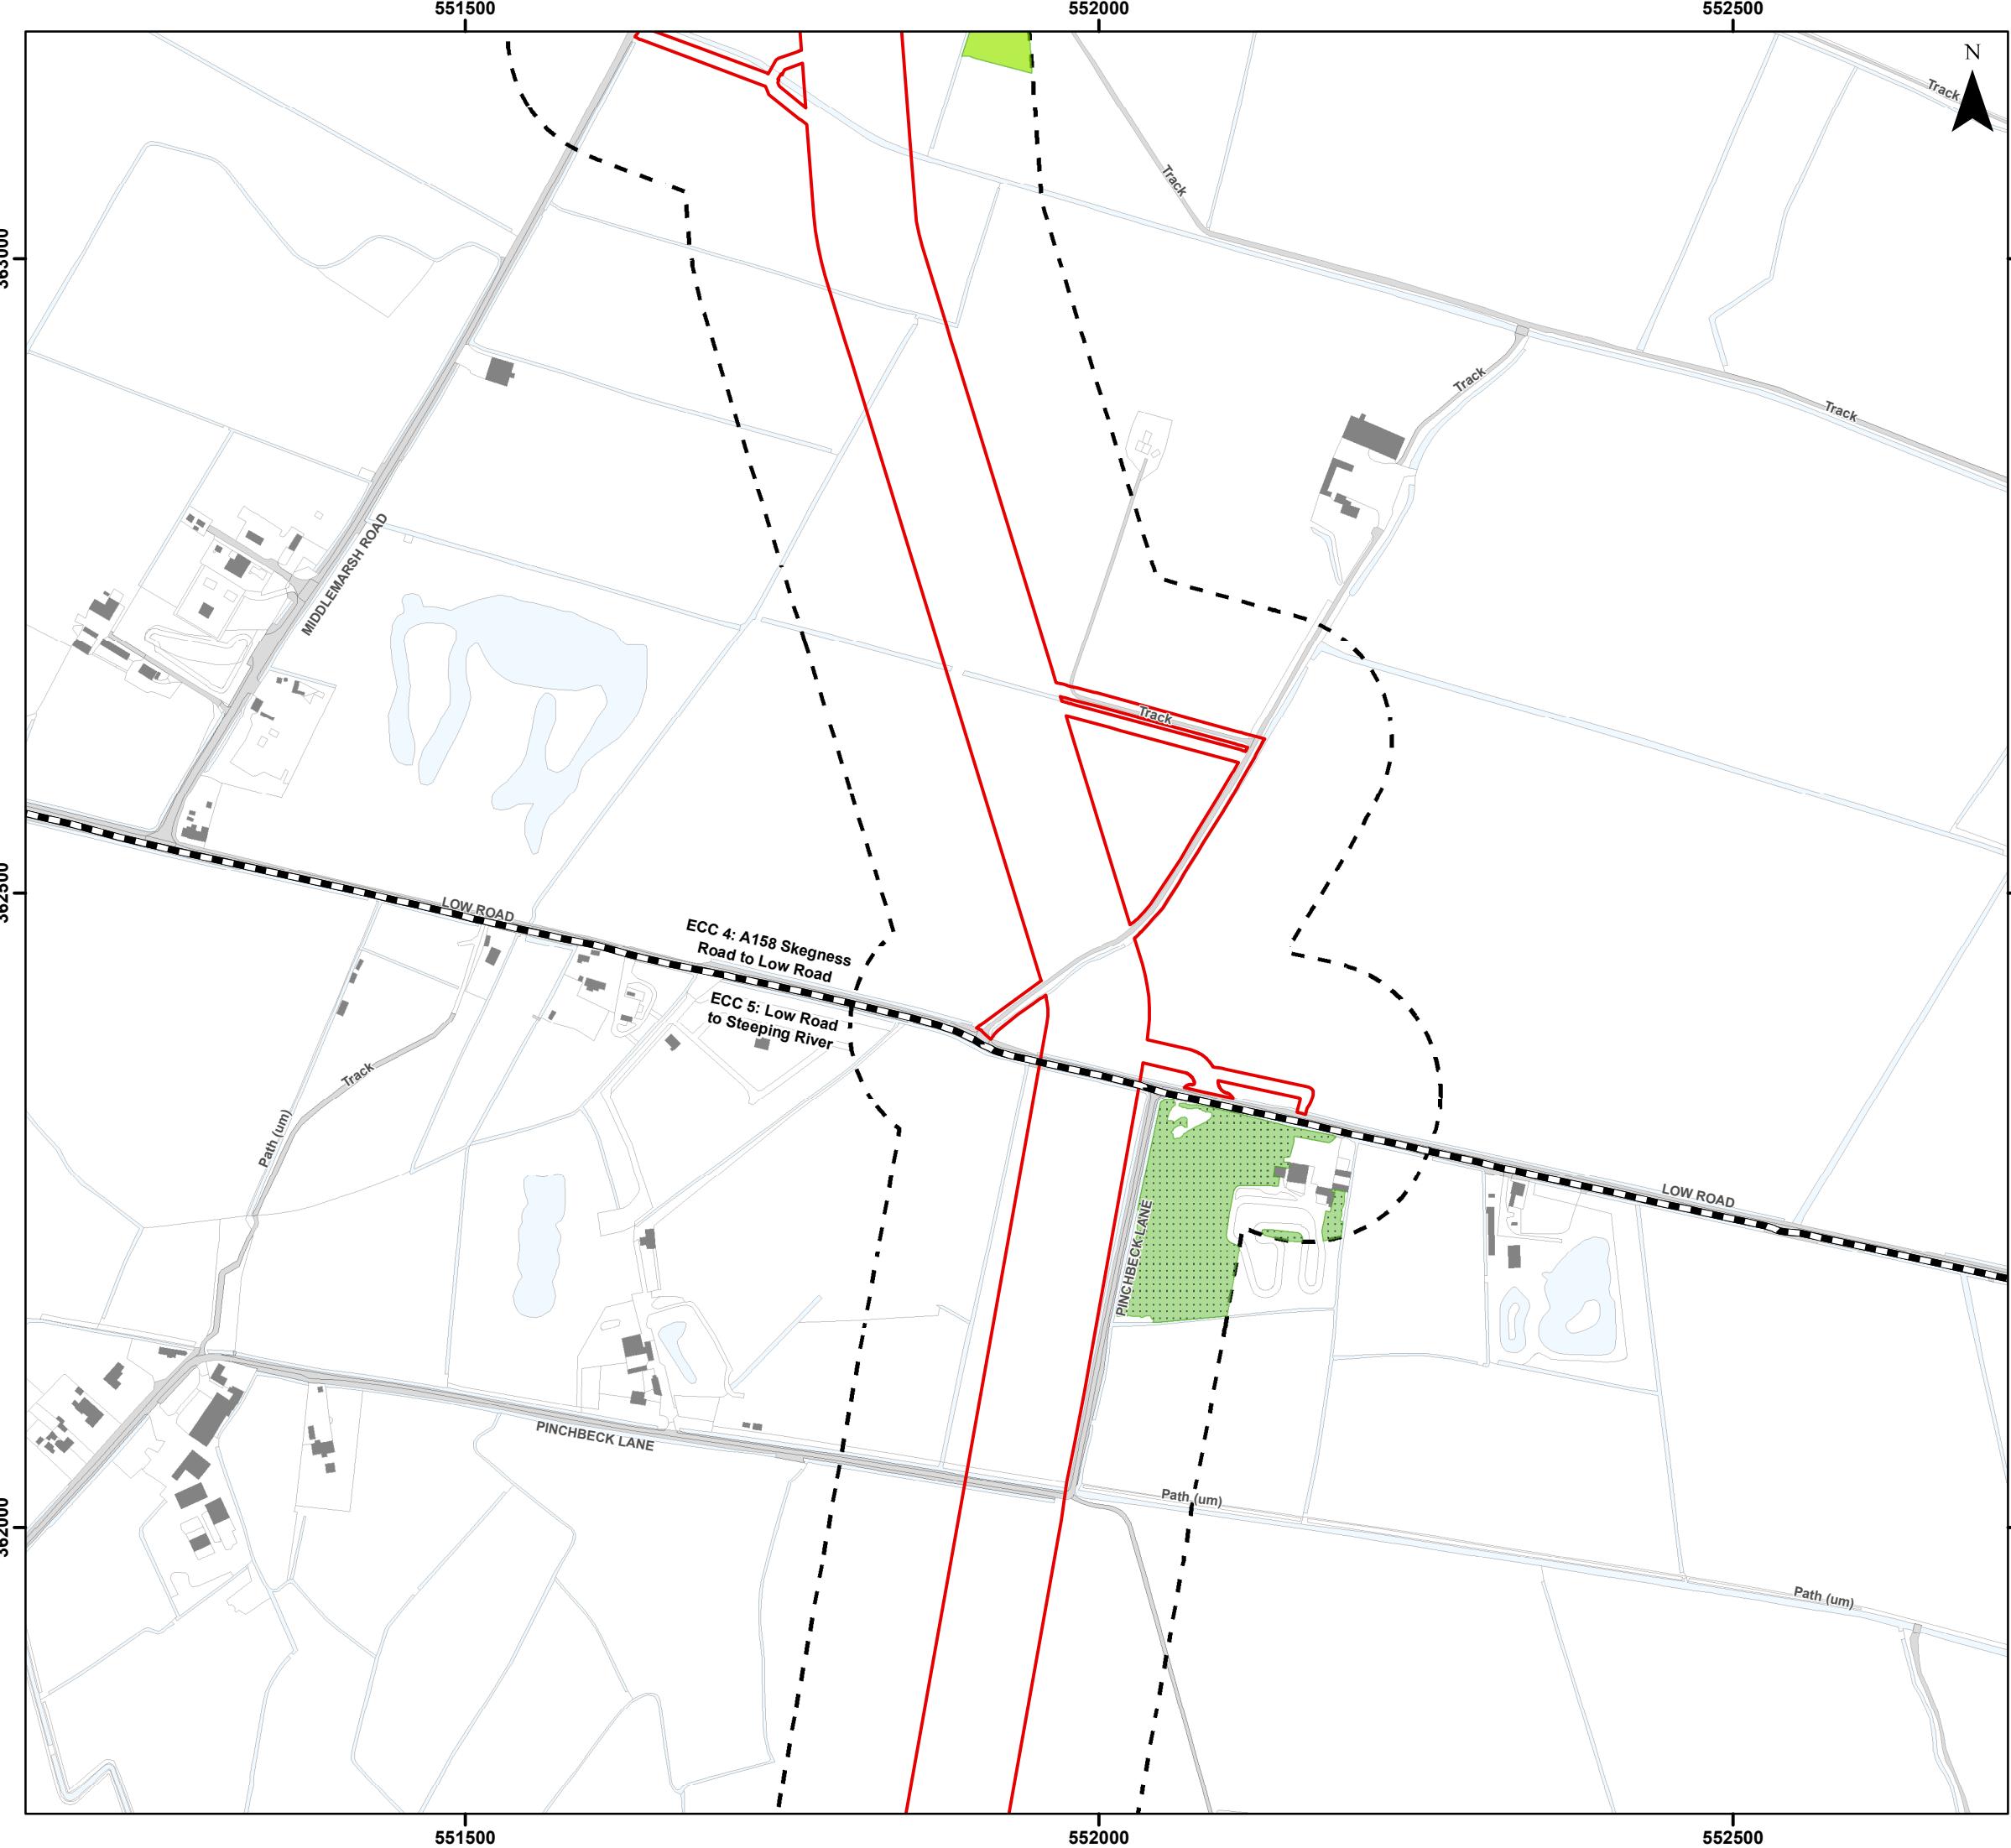 551500
552000
552500
N
Track
Track
363000
Track
Track
MIDDLEMARSH ROAD
Track
362500
LOW ROAD
ECC 4: A158 Skegness
Road to Low Road
ECC 5: Low Road
to Steeping River
Track
Path (um)
LOW ROAD
PINCHBECK LANE
PINCHBECK LANE
Path (um)
362000
Path (um)
551500
552000
552500